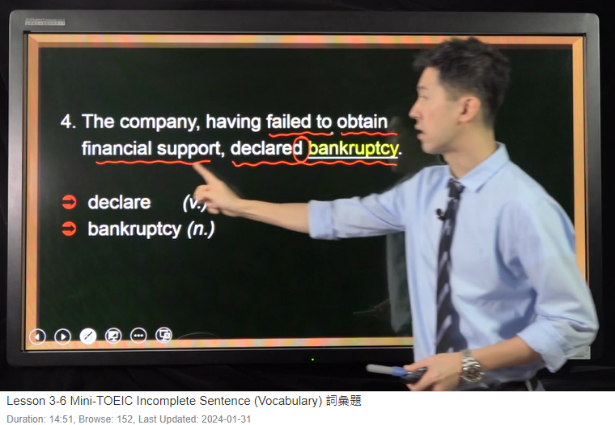 4. The company, having failed to obtain
financial support, declared bankruptcy.
declare (v.)
bankruptcy (n.)
Lesson 3-6 Mini-TOEIC Incomplete Sentence (Vocabulary) 詞彙題
Duration: 14:51, Browse: 152, Last Updated: 2024-01-31